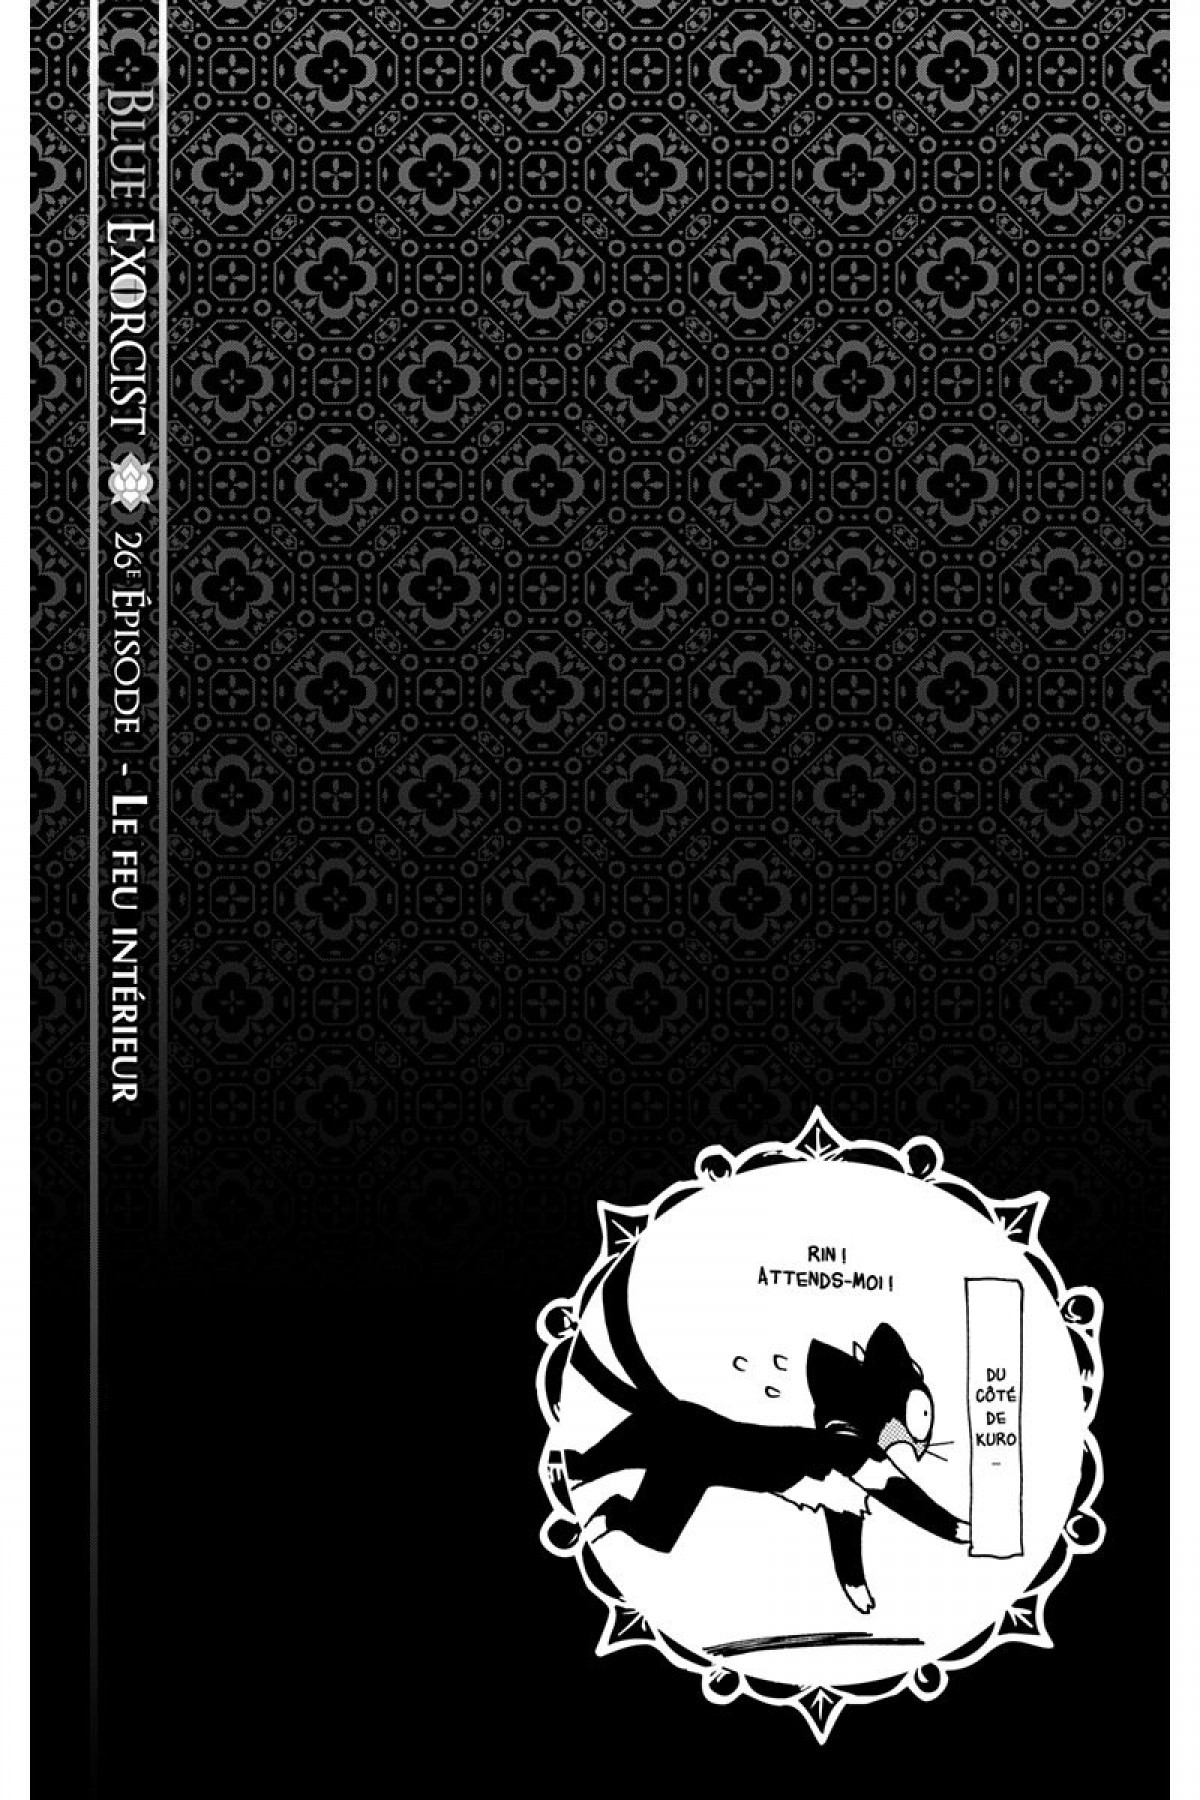 BLUE EXORCIST 26E ÉPISODE - LE FEU INTÉRIEUR
RIN !
ATTENDS-MOI !
DU
CÔTÉ
DE
KURO
...